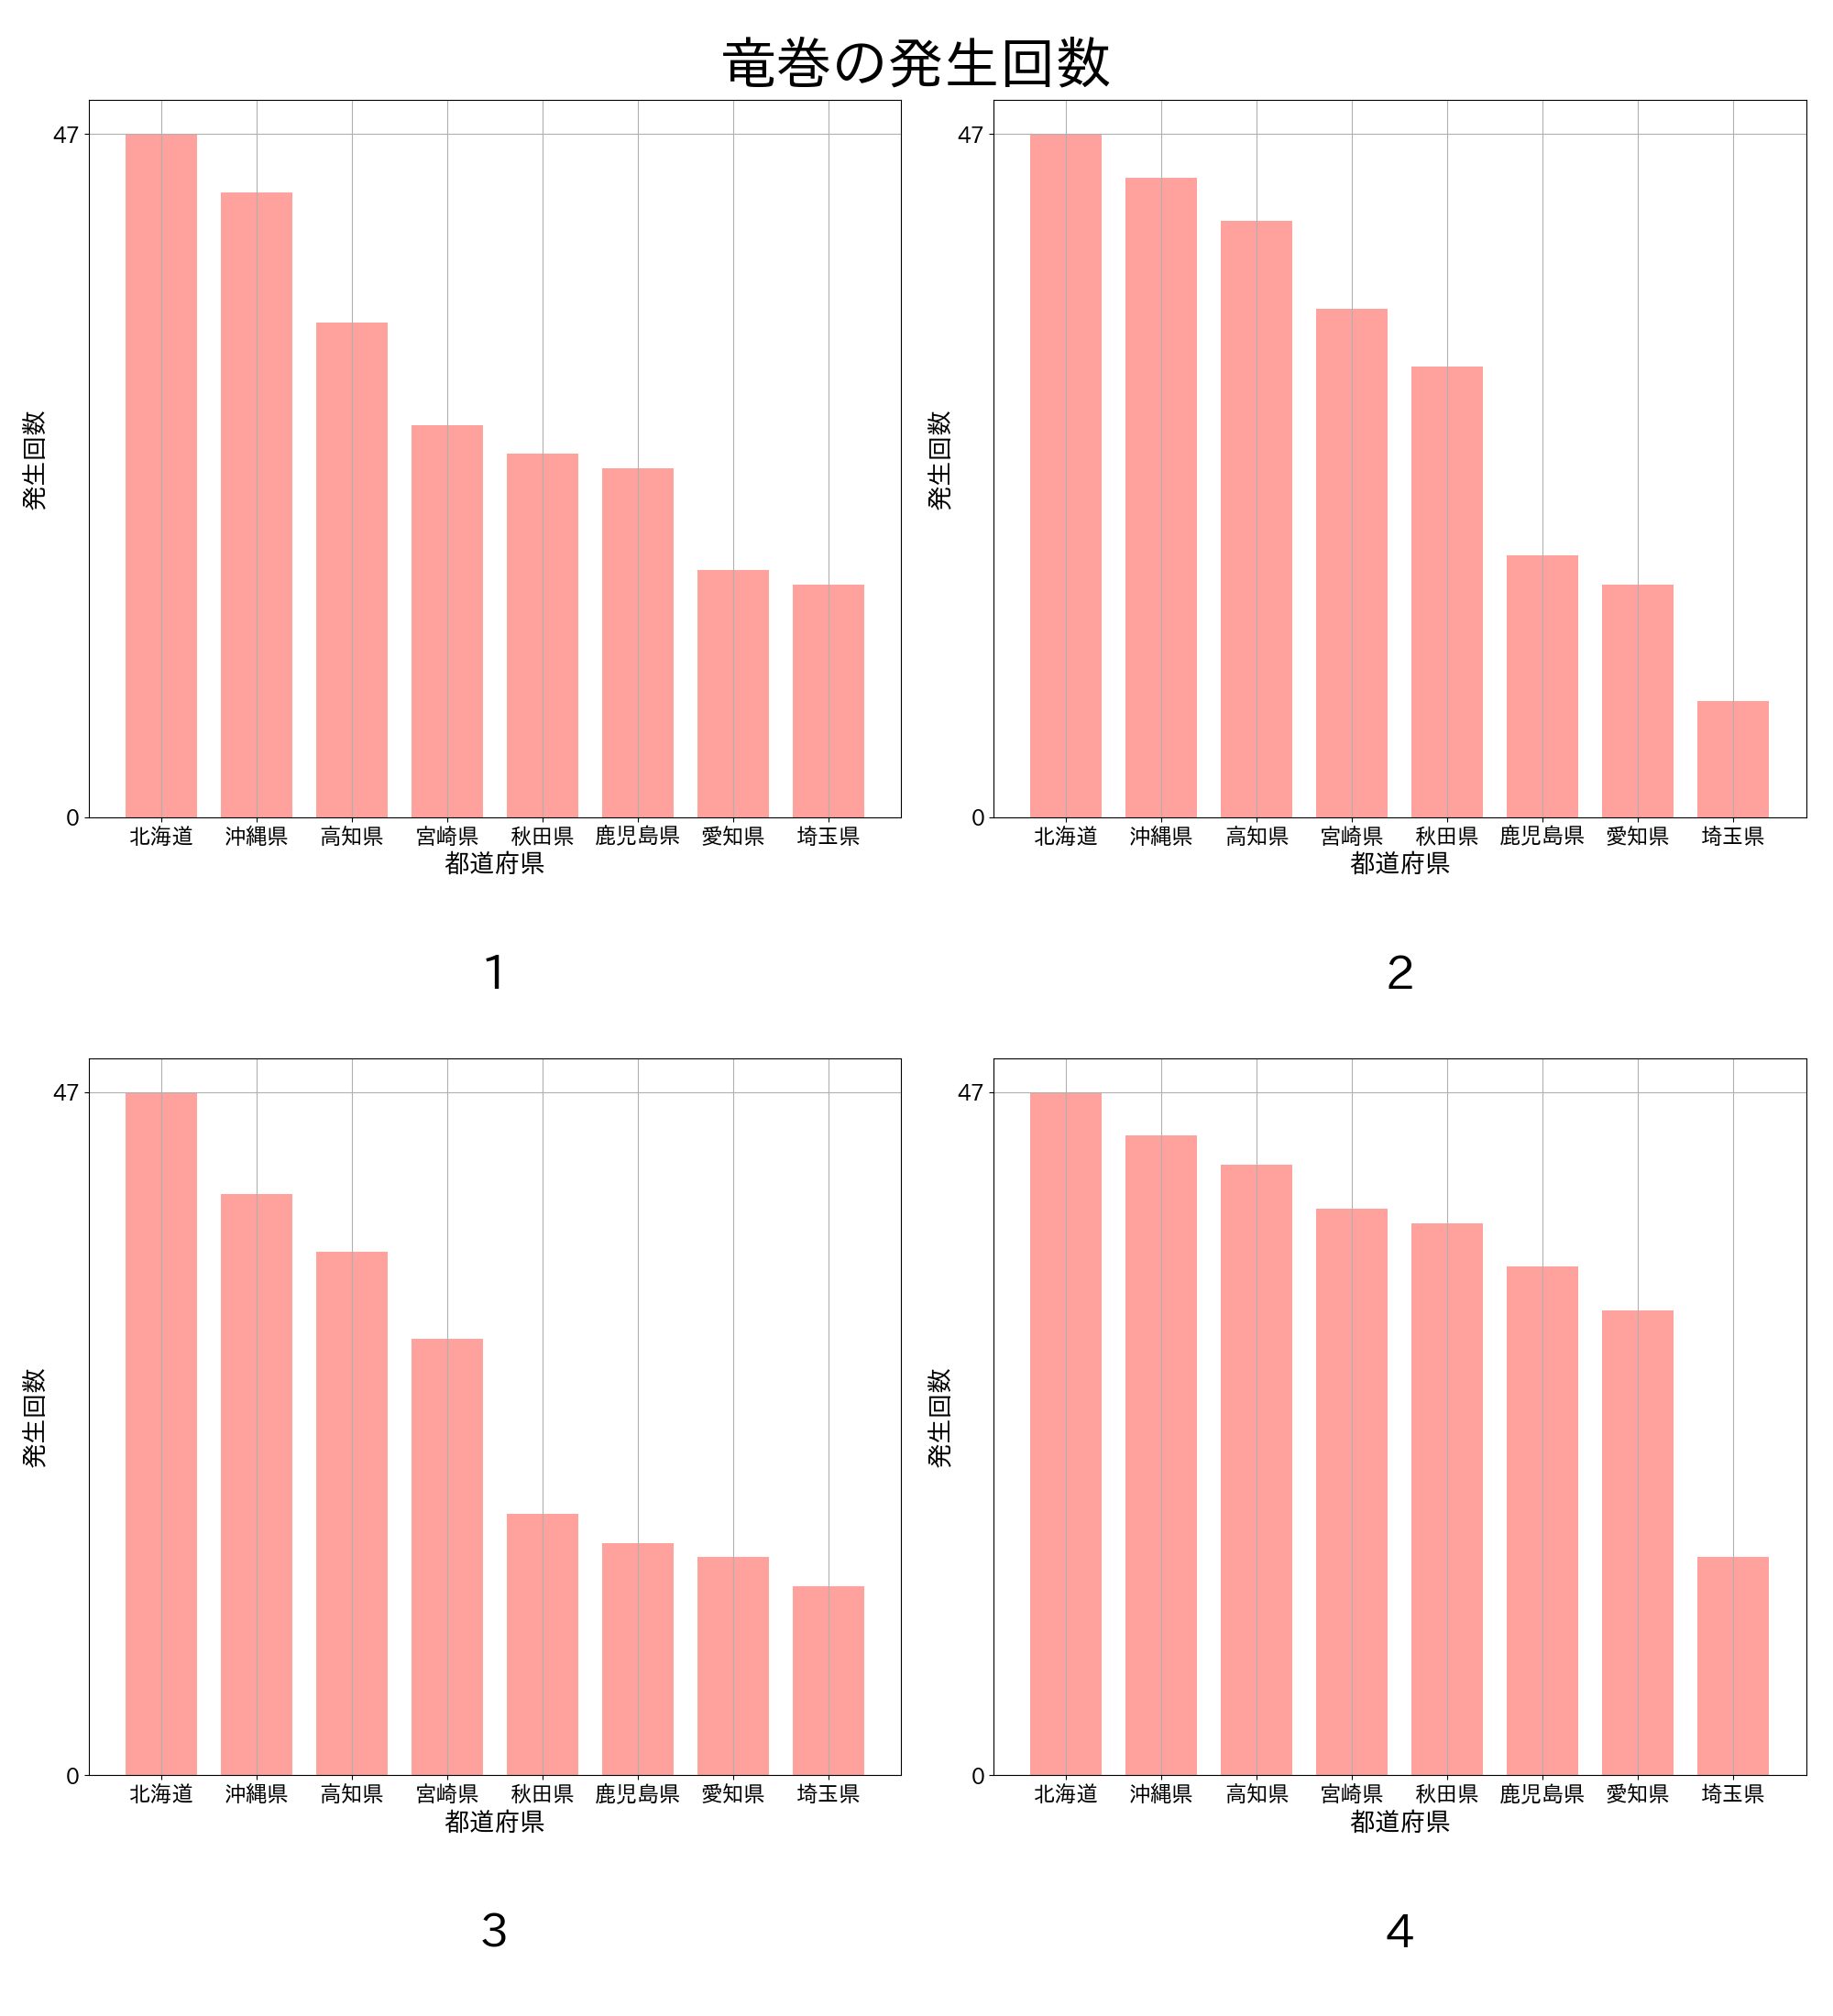 竜巻の発生回数
47
0
発生回数
北海道 沖縄県 高知県 宮崎県 秋田県 鹿児島県 愛知県 埼玉県
都道府県
1
47
0
発生回数
北海道 沖縄県 高知県 宮崎県 秋田県 鹿児島県 愛知県 埼玉県
都道府県
2
47
0
発生回数
北海道 沖縄県 高知県 宮崎県 秋田県 鹿児島県 愛知県 埼玉県
都道府県
3
47
0
発生回数
北海道 沖縄県 高知県 宮崎県 秋田県 鹿児島県 愛知県 埼玉県
都道府県
4